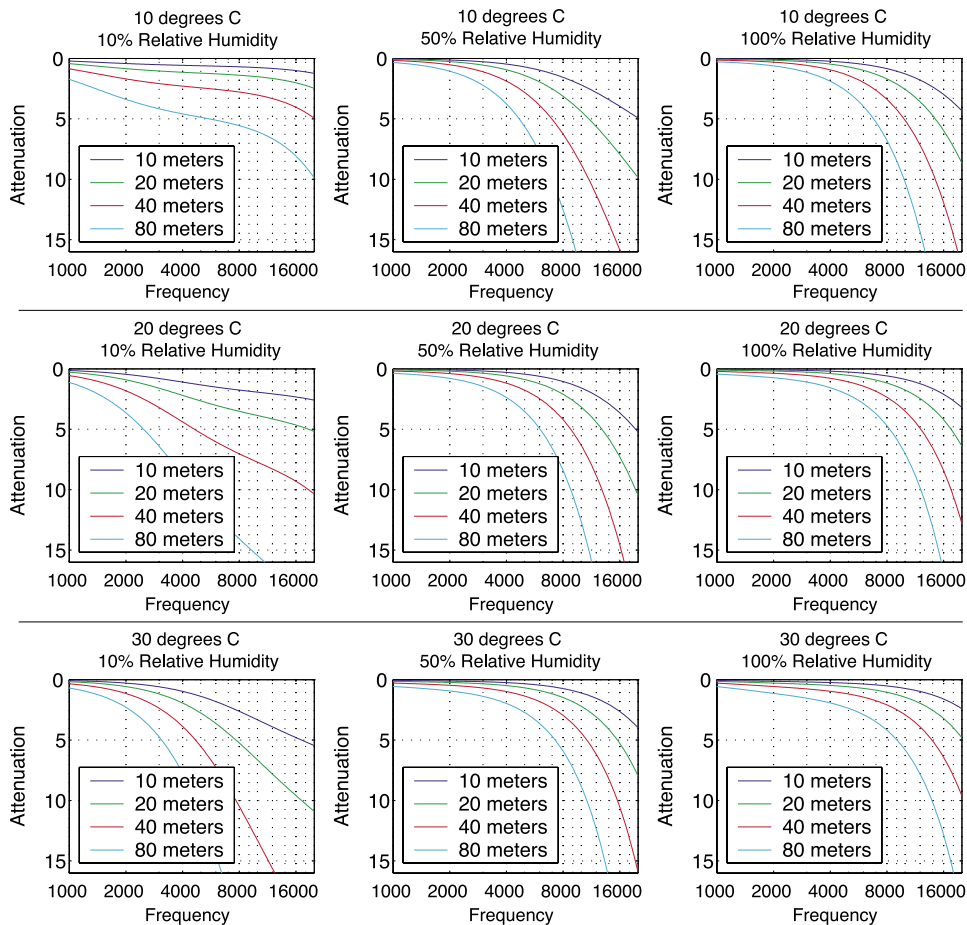 10 degrees C
10% Relative Humidity
0
5
10
15
Attenuation
10 meters
20 meters
40 meters
80 meters
1000 2000 4000 8000 16000
Frequency
10 degrees C
50% Relative Humidity
0
5
10
15
Attenuation
10 meters
20 meters
40 meters
80 meters
1000 2000 4000 8000 16000
Frequency
10 degrees C
100% Relative Humidity
0
5
10
15
Attenuation
10 meters
20 meters
40 meters
80 meters
1000 2000 4000 8000 16000
Frequency
20 degrees C
10% Relative Humidity
0
5
10
15
Attenuation
10 meters
20 meters
40 meters
80 meters
1000 2000 4000 8000 16000
Frequency
20 degrees C
50% Relative Humidity
0
5
10
15
Attenuation
10 meters
20 meters
40 meters
80 meters
1000 2000 4000 8000 16000
Frequency
20 degrees C
100% Relative Humidity
0
5
10
15
Attenuation
10 meters
20 meters
40 meters
80 meters
1000 2000 4000 8000 16000
Frequency
30 degrees C
10% Relative Humidity
0
5
10
15
Attenuation
10 meters
20 meters
40 meters
80 meters
1000 2000 4000 8000 16000
Frequency
30 degrees C
50% Relative Humidity
0
5
10
15
Attenuation
10 meters
20 meters
40 meters
80 meters
1000 2000 4000 8000 16000
Frequency
30 degrees C
100% Relative Humidity
0
5
10
15
Attenuation
10 meters
20 meters
40 meters
80 meters
1000 2000 4000 8000 16000
Frequency